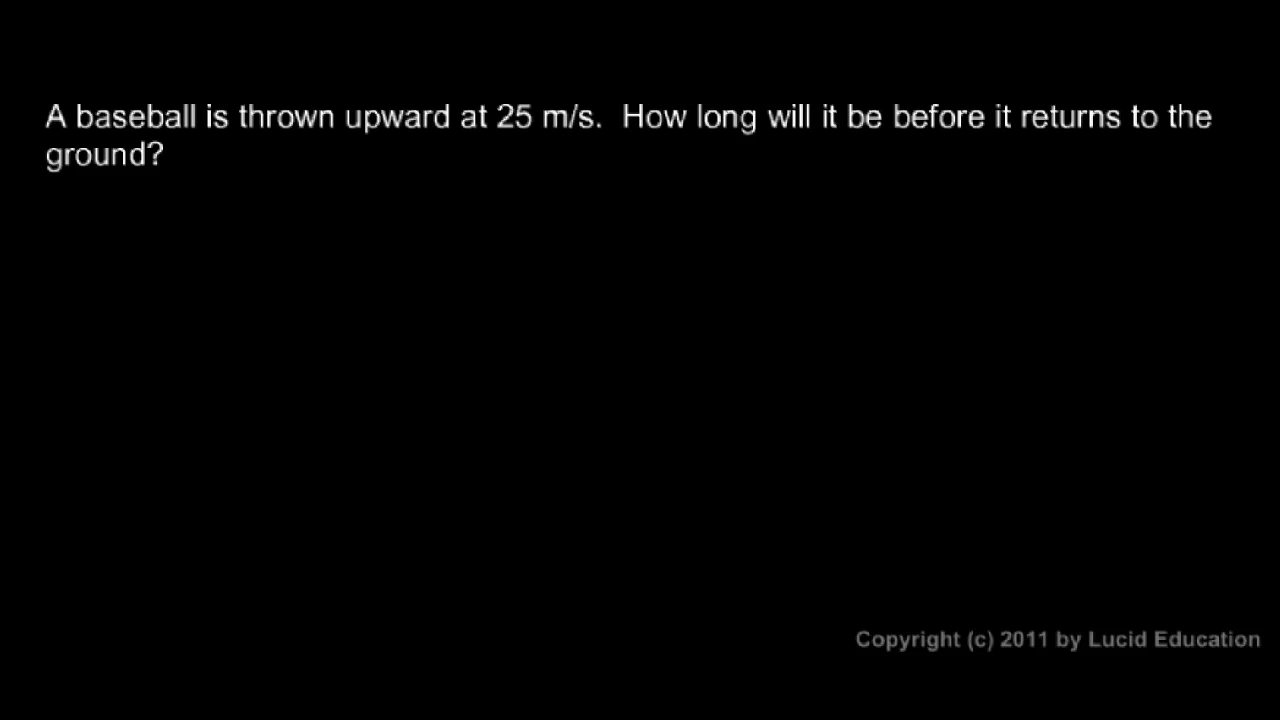 A baseball is thrown upward at 25 m/s.  How long will it be before it returns to the
ground?
Copyright (c) 2011 by Lucid Education